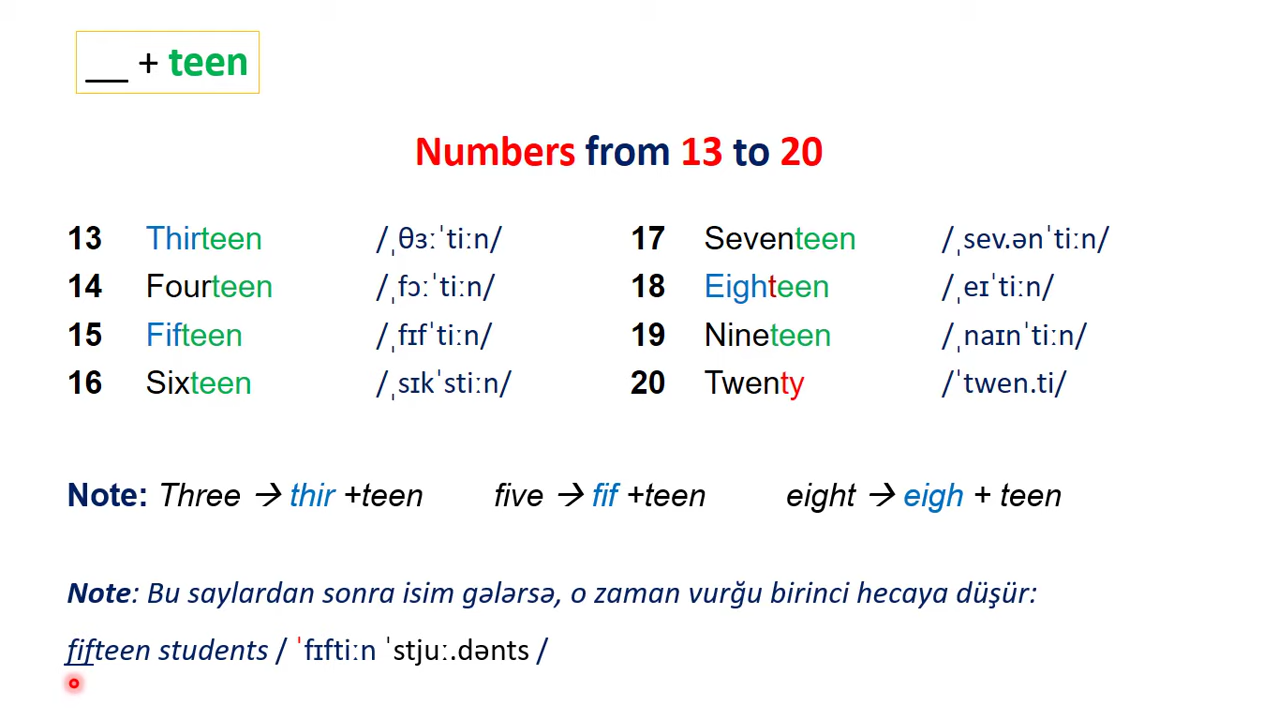 __ + teen
Numbers from 13 to 20
13 Thirteen /ˌθɜːˈtiːn/ 17 Seventeen /ˌsev.ənˈtiːn/
14 Fourteen /ˌfɔːˈtiːn/ 18 Eighteen /ˌeɪˈtiːn/
15 Fifteen /ˌfɪfˈtiːn/ 19 Nineteen /ˌnaɪnˈtiːn/
16 Sixteen /ˌsɪkˈstiːn/ 20 Twenty /ˈtwen.ti/
Note: Three → thir +teen five → fif +teen eight → eigh + teen
Note: Bu saylardan sonra isim gələrsə, o zaman vurğu birinci hecaya düşür:
fifteen students / ˈfɪftiːn ˈstjuː.dənts /